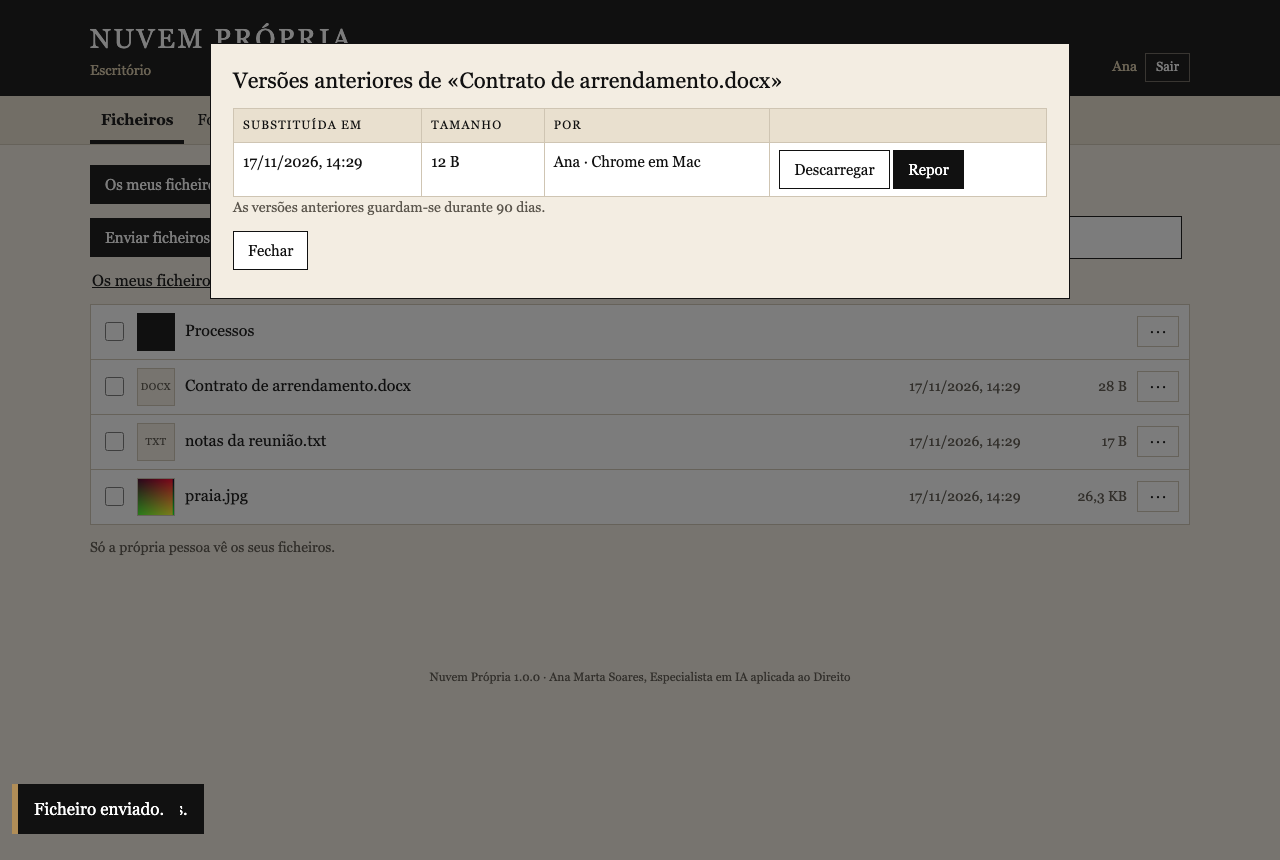 NUVEM PRÓPRIA
Escritório
Ana Sair
Ficheiros
Versões anteriores de «Contrato de arrendamento.docx»
SUBSTITUÍDA EM TAMANHO POR
17/11/2026, 14:29 12 B Ana · Chrome em Mac Descarregar Repor
As versões anteriores guardam-se durante 90 dias.
Fechar
Os meus
Enviar ficheiros
Os meus
Processos ...
DOCX Contrato de arrendamento.docx 17/11/2026, 14:29 28 B ...
TXT notas da reunião.txt 17/11/2026, 14:29 17 B ...
praia.jpg 17/11/2026, 14:29 26,3 KB ...
Só a própria pessoa vê os seus ficheiros.
Nuvem Própria 1.0.0 · Ana Marta Soares, Especialista em IA aplicada ao Direito
Ficheiro enviado.